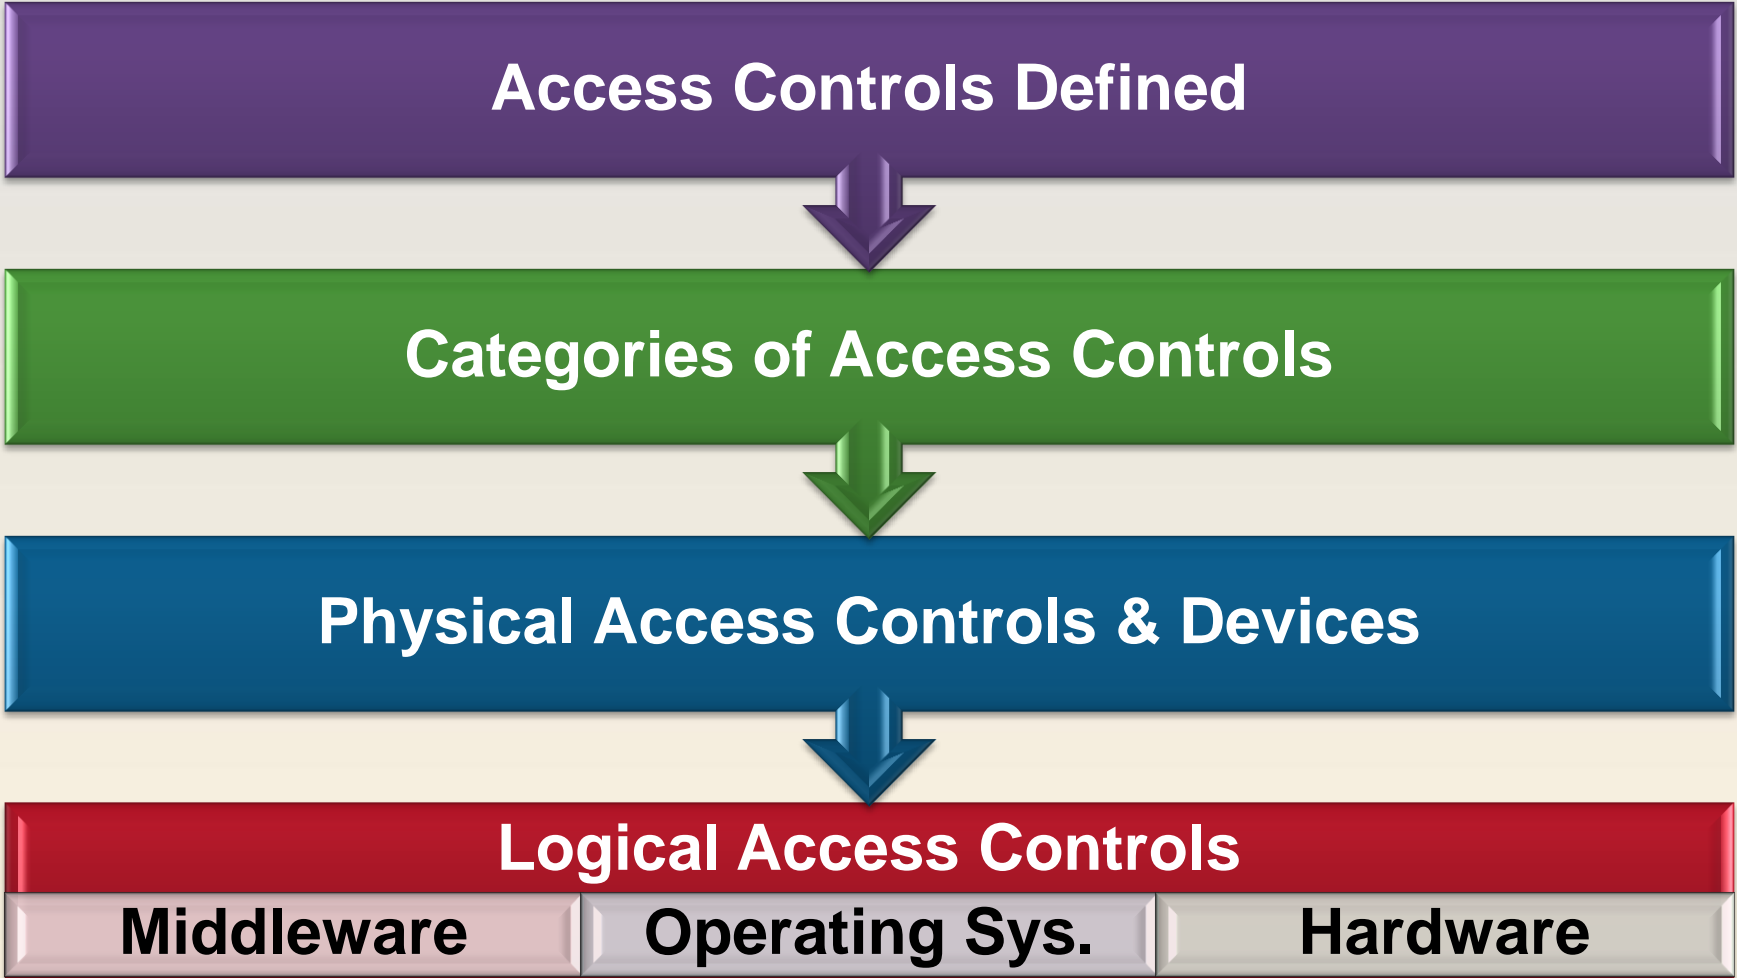 Access Controls Defined
Categories of Access Controls
Physical Access Controls & Devices
Logical Access Controls
Middleware
Operating Sys.
Hardware